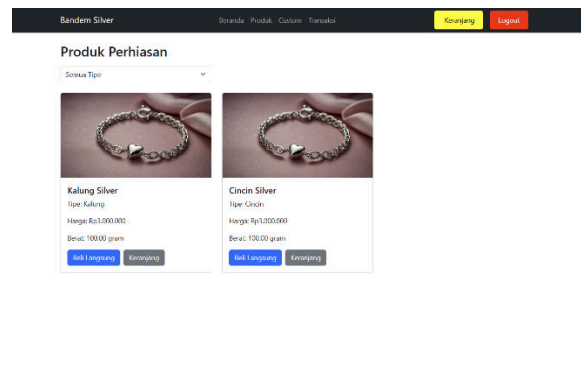 Bandem Silver Beranda Produk Custom Transaksi Keranjang Logout
Produk Perhiasan
Semua Tipe
Kalung Silver
Tipe: Kalung
Harga: Rp3.000.000
Berat: 100.00 gram
Beli Langsung Keranjang
Cincin Silver
Tipe: Cincin
Harga: Rp3.000.000
Berat: 100.00 gram
Beli Langsung Keranjang